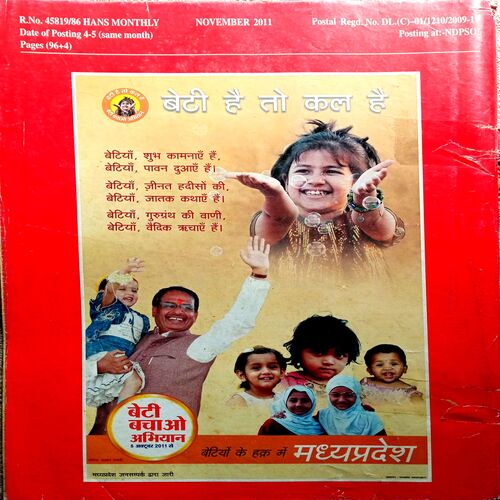 R.No. 45819/86 HANS MONTHLY NOVEMBER 2011 Postal Regd. No. DL.(C)-01/1210/2009-1
Date of Posting 4-5 (same month) Posting at:-NDPSO
Pages (96+4)
बेटी है तो कल है
बेटियाँ, शुभ कामनाएँ हैं,
बेटियाँ, पावन दुआएँ हैं।
बेटियाँ, ज़ीनत हदीसों की,
बेटियाँ, जातक कथाएँ हैं।
बेटियाँ, गुरुग्रंथ की वाणी,
बेटियाँ, वैदिक ऋचाएँ हैं।
बेटी
बचाओ
अभियान
5 अक्टूबर 2011 से
बेटियों के हक़ में मध्यप्रदेश
मध्यप्रदेश जनसम्पर्क द्वारा जारी